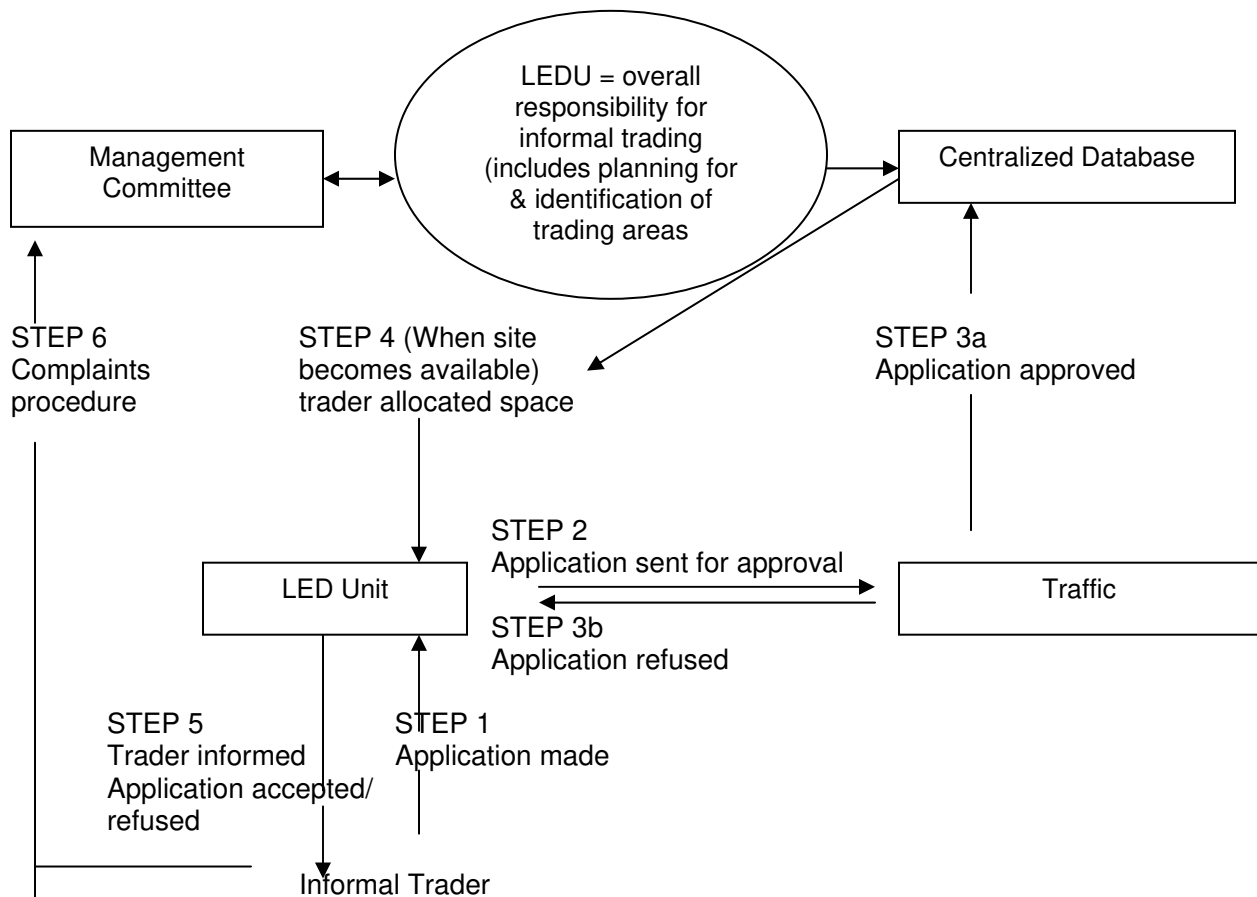 LEDU = overall
responsibility for
informal trading
(includes planning for
& identification of
trading areas
Management
Committee
Centralized Database
STEP 6
Complaints
procedure
STEP 4 (When site
becomes available)
trader allocated space
STEP 3a
Application approved
STEP 2
Application sent for approval
LED Unit
Traffic
STEP 3b
Application refused
STEP 5
Trader informed
Application accepted/
refused
STEP 1
Application made
Informal Trader